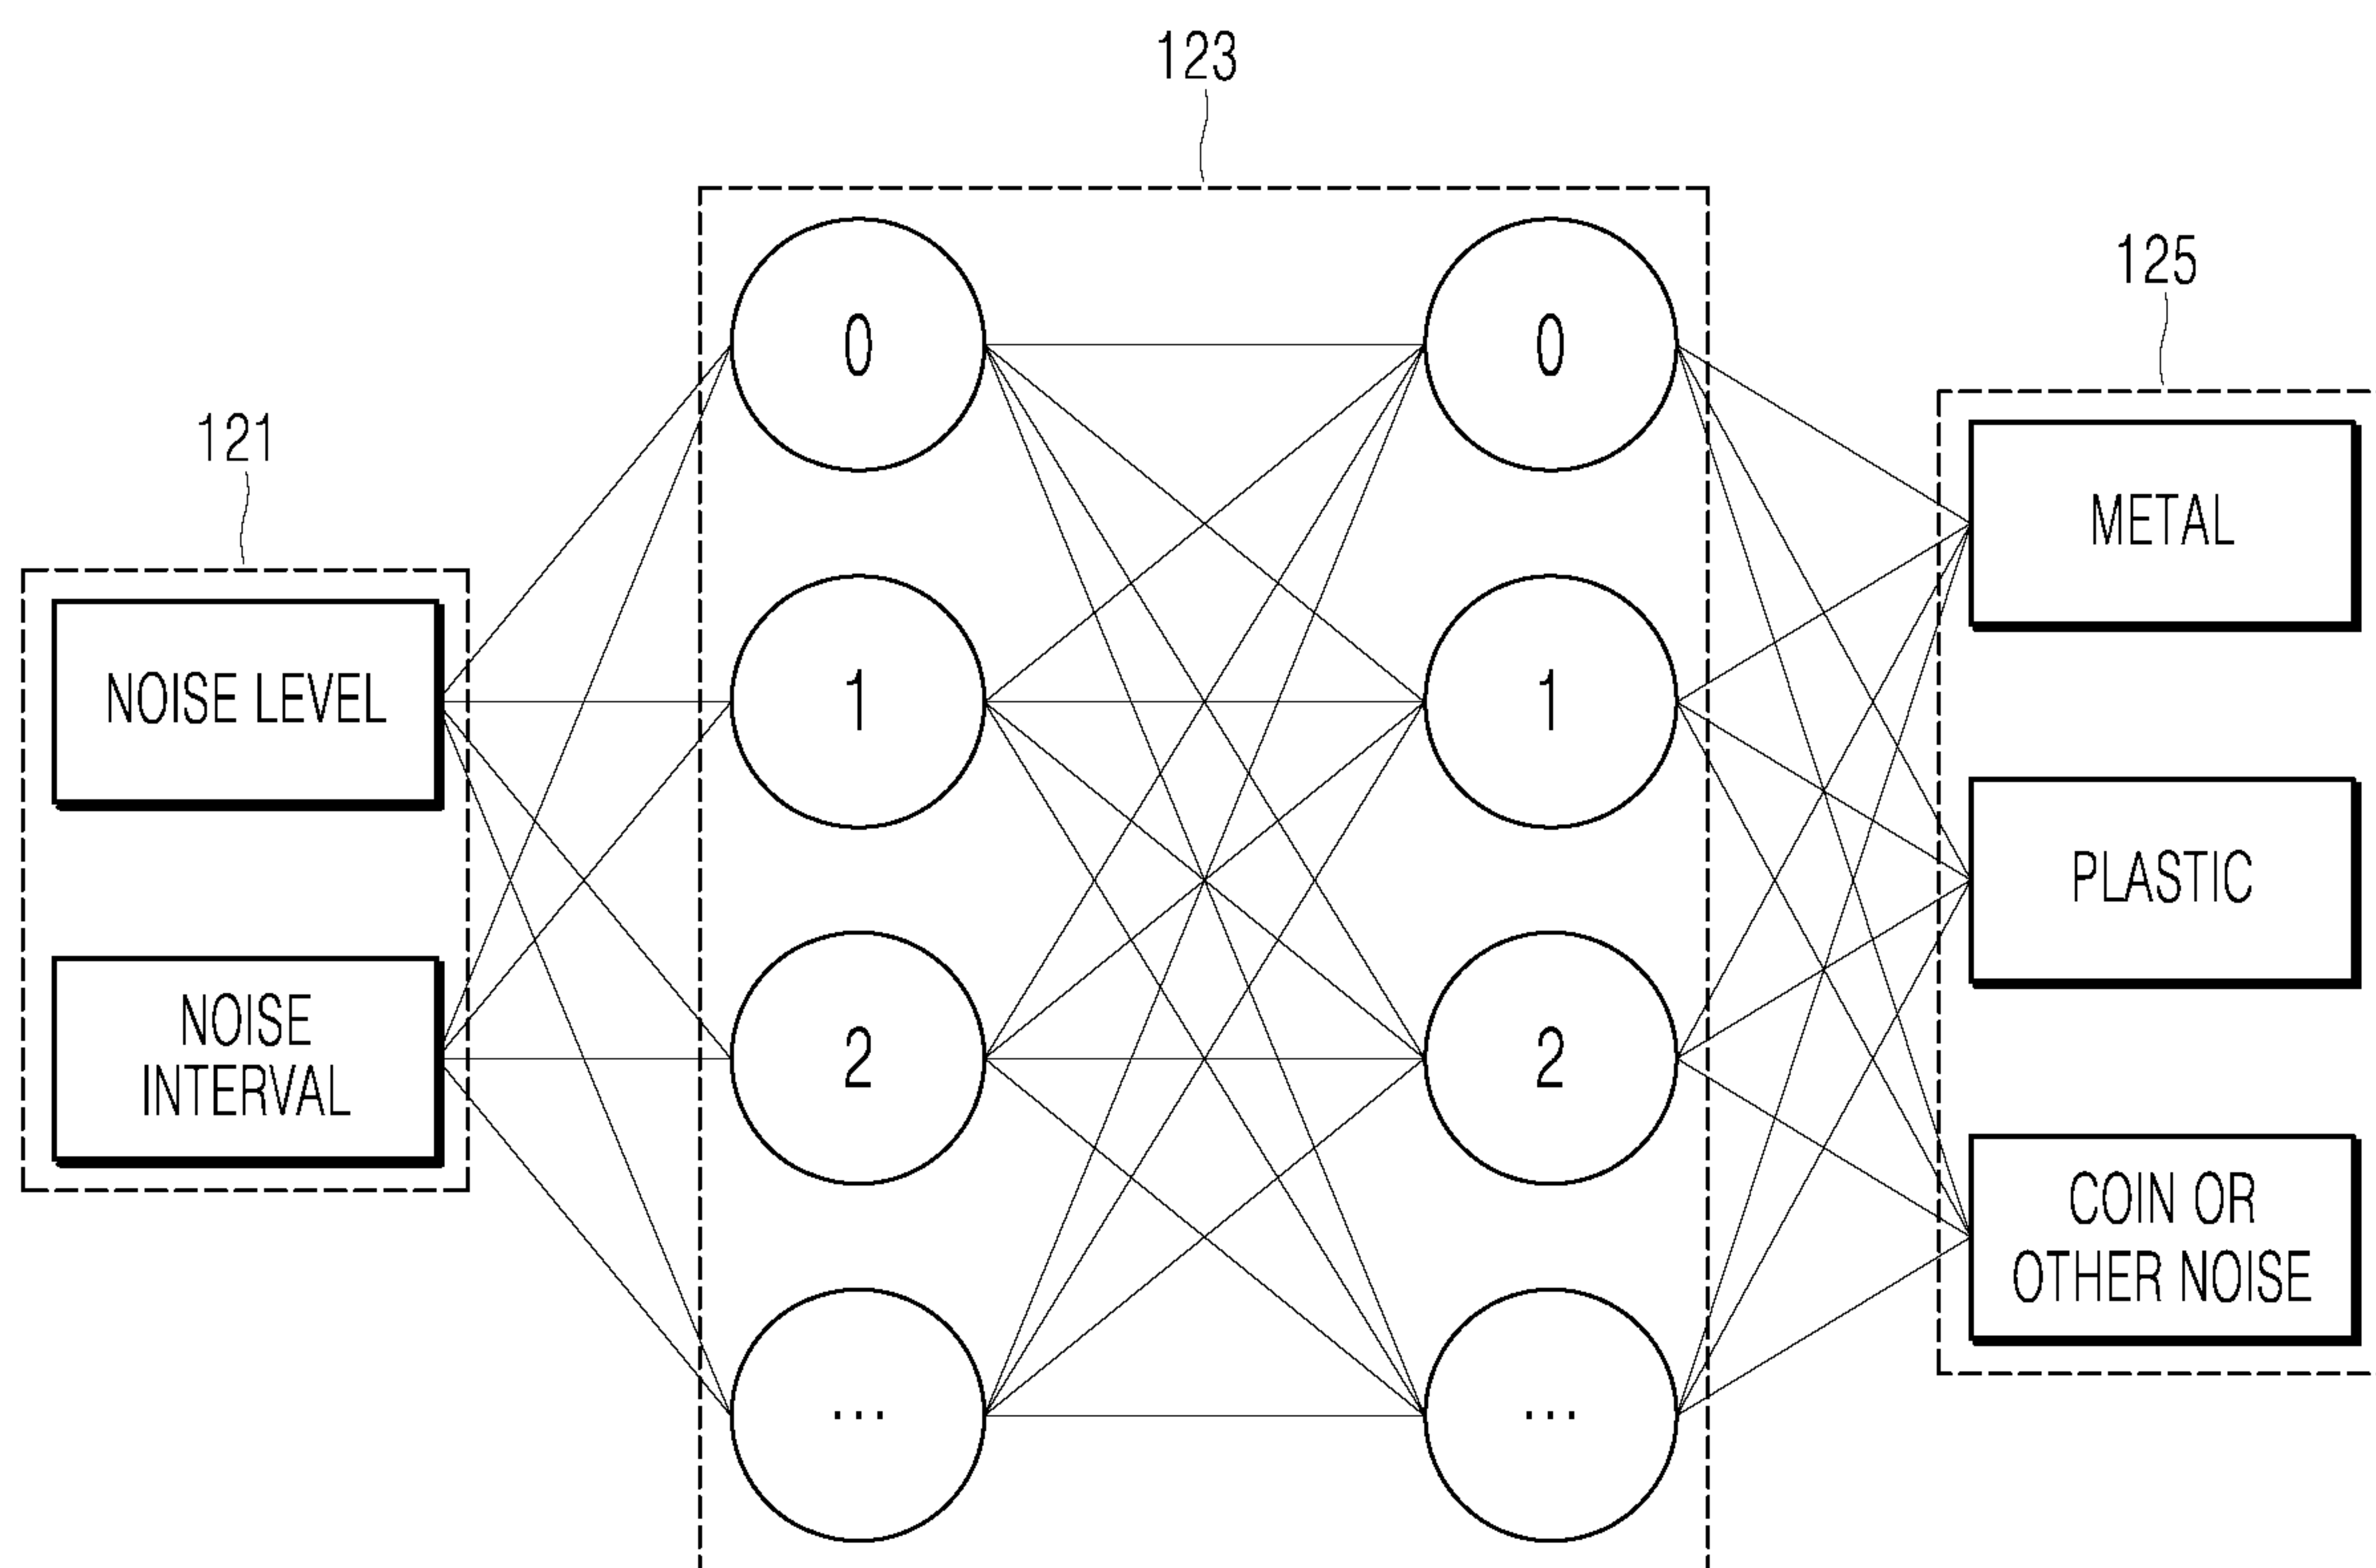 123
125
121
0
0
METAL
NOISE LEVEL
1
1
PLASTIC
NOISE
INTERVAL
2
2
COIN OR
OTHER NOISE
...
...